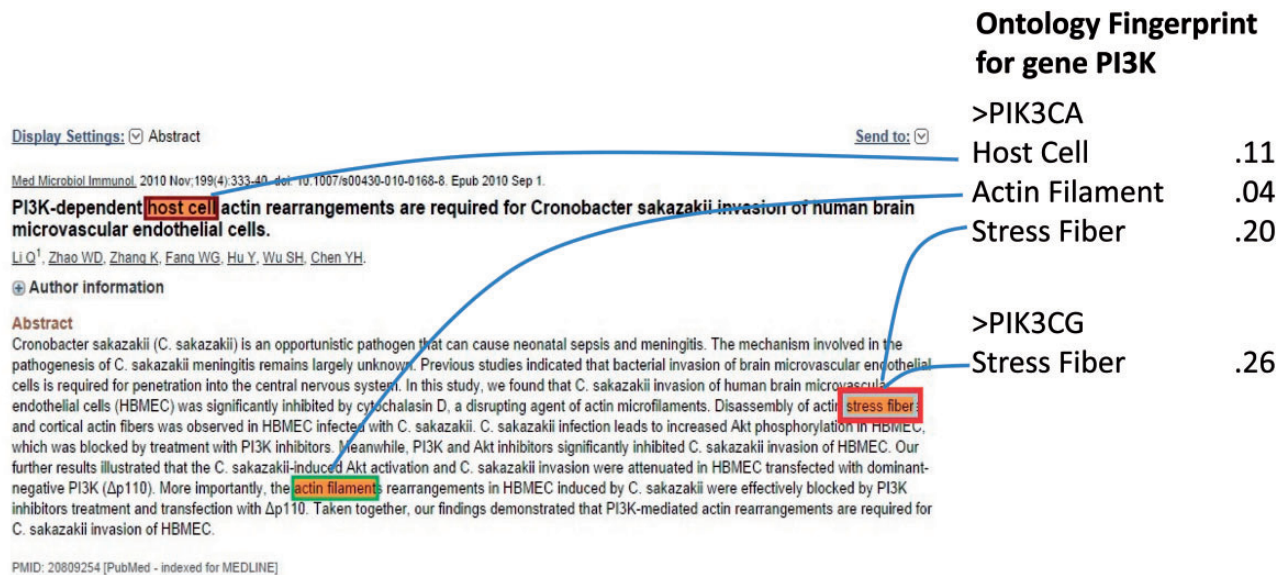 Ontology Fingerprint
for gene PI3K
>PIK3CA
Host Cell .11
Actin Filament .04
Stress Fiber .20
>PIK3CG
Stress Fiber .26
Display Settings: Abstract
Send to:
Med Microbiol Immunol. 2010 Nov;199(4):333-40. doi: 10.1007/s00430-010-0168-8. Epub 2010 Sep 1.
PI3K-dependent host cell actin rearrangements are required for Cronobacter sakazakii invasion of human brain
microvascular endothelial cells.
Li Q1, Zhao WD, Zhang K, Fang WG, Hu Y, Wu SH, Chen YH.
Author information
Abstract
Cronobacter sakazakii (C. sakazakii) is an opportunistic pathogen that can cause neonatal sepsis and meningitis. The mechanism involved in the
pathogenesis of C. sakazakii meningitis remains largely unknown. Previous studies indicated that bacterial invasion of brain microvascular endothelial
cells is required for penetration into the central nervous system. In this study, we found that C. sakazakii invasion of human brain microvascular
endothelial cells (HBMEC) was significantly inhibited by cytochalasin D, a disrupting agent of actin microfilaments. Disassembly of actin stress fibers
and cortical actin fibers was observed in HBMEC infected with C. sakazakii. C. sakazakii infection leads to increased Akt phosphorylation in HBMEC,
which was blocked by treatment with PI3K inhibitors. Meanwhile, PI3K and Akt inhibitors significantly inhibited C. sakazakii invasion of HBMEC. Our
further results illustrated that the C. sakazakii-induced Akt activation and C. sakazakii invasion were attenuated in HBMEC transfected with dominant-
negative PI3K (Δp110). More importantly, the actin filaments rearrangements in HBMEC induced by C. sakazakii were effectively blocked by PI3K
inhibitors treatment and transfection with Δp110. Taken together, our findings demonstrated that PI3K-mediated actin rearrangements are required for
C. sakazakii invasion of HBMEC.
PMID: 20809254 [PubMed - indexed for MEDLINE]